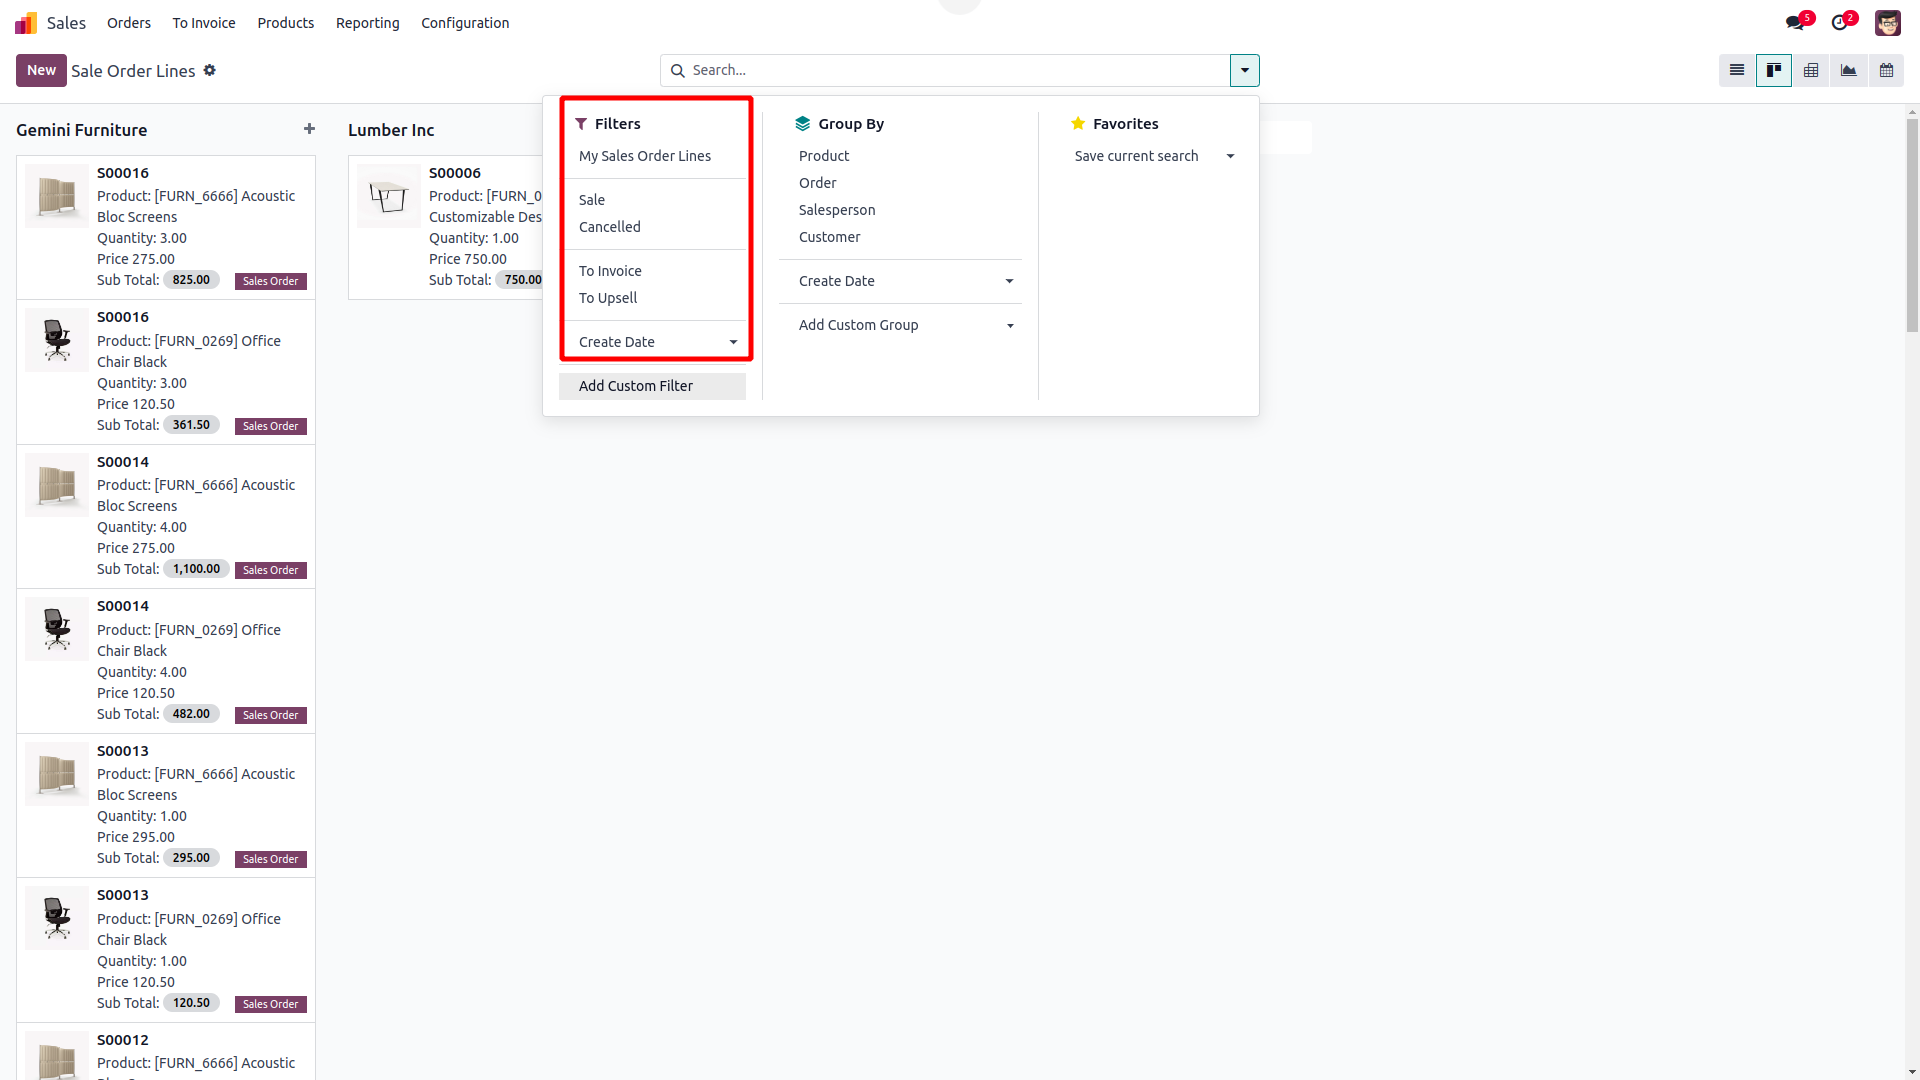 Sales Orders To Invoice Products Reporting Configuration 5 2
New Sale Order Lines Search...
Gemini Furniture
S00016
Product: [FURN_6666] Acoustic
Bloc Screens
Quantity: 3.00
Price 275.00
Sub Total: 825.00 Sales Order
S00016
Product: [FURN_0269] Office
Chair Black
Quantity: 3.00
Price 120.50
Sub Total: 361.50 Sales Order
S00014
Product: [FURN_6666] Acoustic
Bloc Screens
Quantity: 4.00
Price 275.00
Sub Total: 1,100.00 Sales Order
S00014
Product: [FURN_0269] Office
Chair Black
Quantity: 4.00
Price 120.50
Sub Total: 482.00 Sales Order
S00013
Product: [FURN_6666] Acoustic
Bloc Screens
Quantity: 1.00
Price 295.00
Sub Total: 295.00 Sales Order
S00013
Product: [FURN_0269] Office
Chair Black
Quantity: 1.00
Price 120.50
Sub Total: 120.50 Sales Order
S00012
Product: [FURN_6666] Acoustic
Lumber Inc
S00006
Product: [FURN_0
Customizable Des
Quantity: 1.00
Price 750.00
Sub Total: 750.00
Filters
My Sales Order Lines
Sale
Cancelled
To Invoice
To Upsell
Create Date
Add Custom Filter
Group By
Product
Order
Salesperson
Customer
Create Date
Add Custom Group
Favorites
Save current search